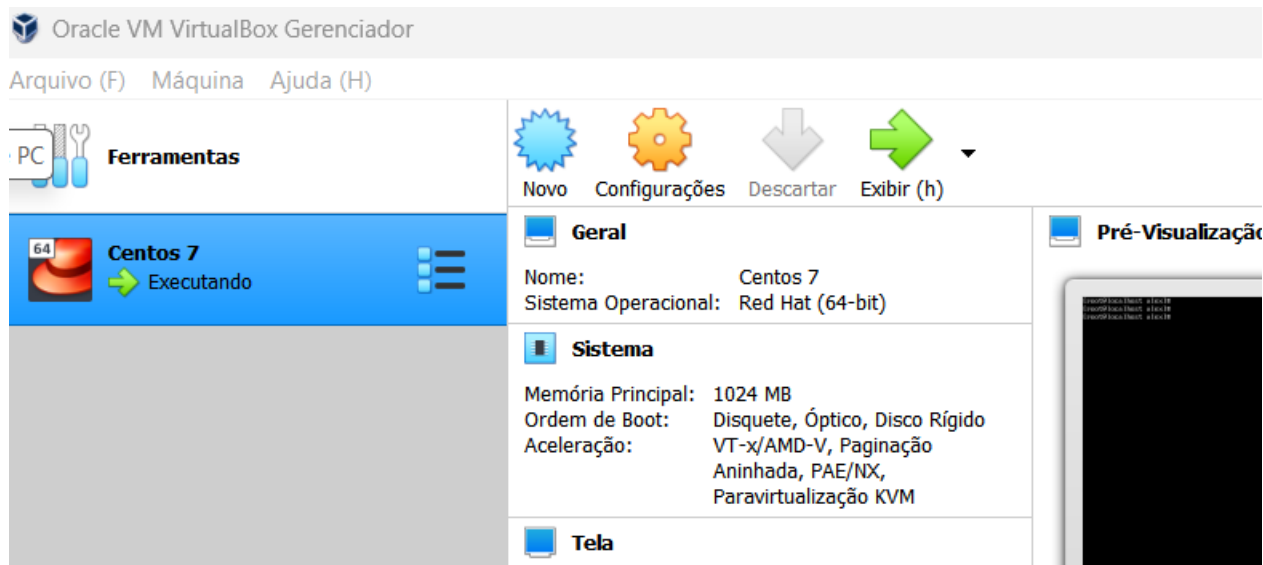 Oracle VM VirtualBox Gerenciador
Arquivo (F) Máquina Ajuda (H)
PC
Ferramentas
Novo Configurações Descartar Exibir (h)
64
Centos 7
Executando
Geral
Nome: Centos 7
Sistema Operacional: Red Hat (64-bit)
Sistema
Memória Principal: 1024 MB
Ordem de Boot: Disquete, Óptico, Disco Rígido
Aceleração: VT-x/AMD-V, Paginação
Aninhada, PAE/NX,
Paravirtualização KVM
Tela
Pré-Visualização